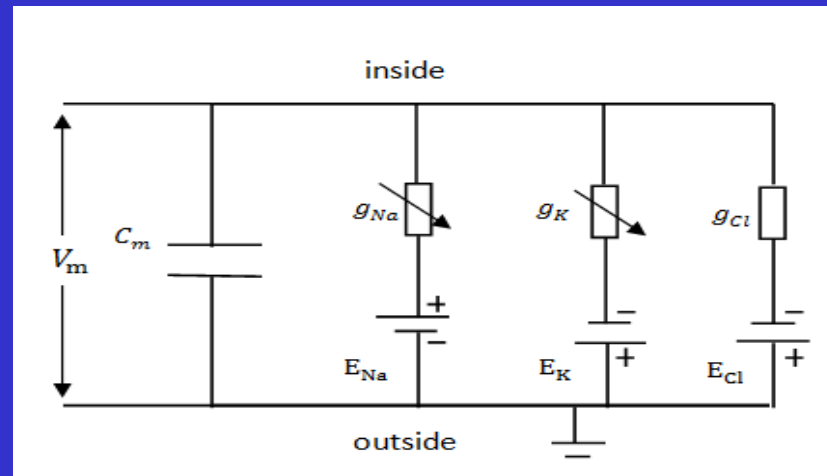 inside
g_Na
g_K
g_Cl
C_m
V_m
+
-
-
+
-
+
E_Na
E_K
E_Cl
outside